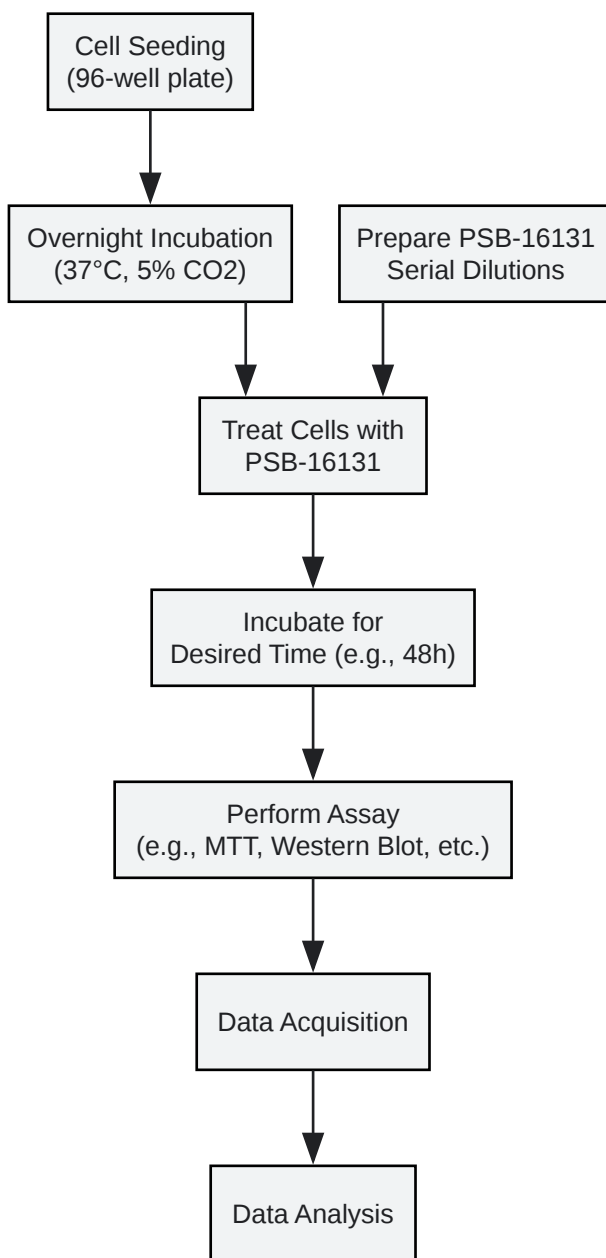 Cell Seeding
(96-well plate)
Overnight Incubation
(37°C, 5% CO2)
Prepare PSB-16131
Serial Dilutions
Treat Cells with
PSB-16131
Incubate for
Desired Time (e.g., 48h)
Perform Assay
(e.g., MTT, Western Blot, etc.)
Data Acquisition
Data Analysis